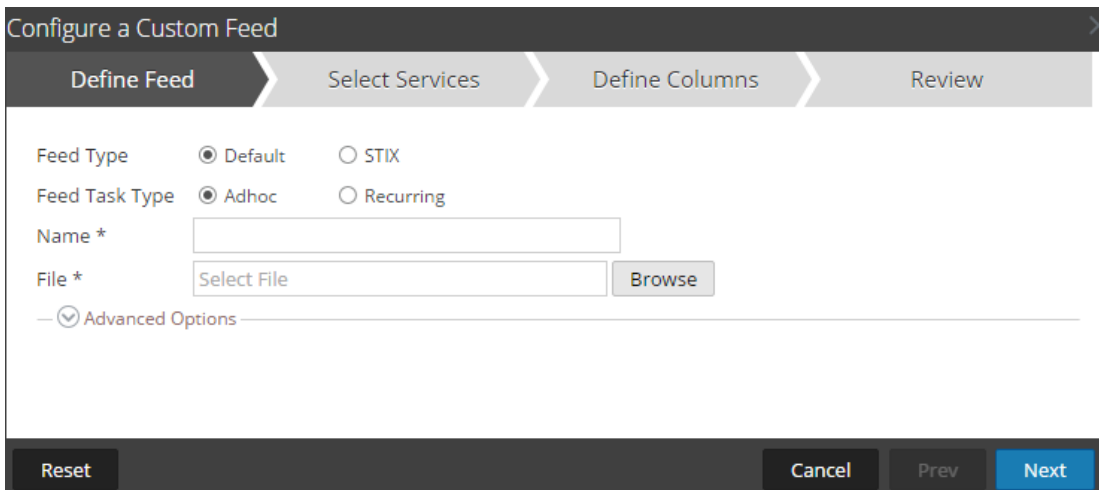 Configure a Custom Feed
Define Feed Select Services Define Columns Review
Feed Type Default STIX
Feed Task Type Adhoc Recurring
Name *
File * Select File Browse
Advanced Options
Reset Cancel Prev Next